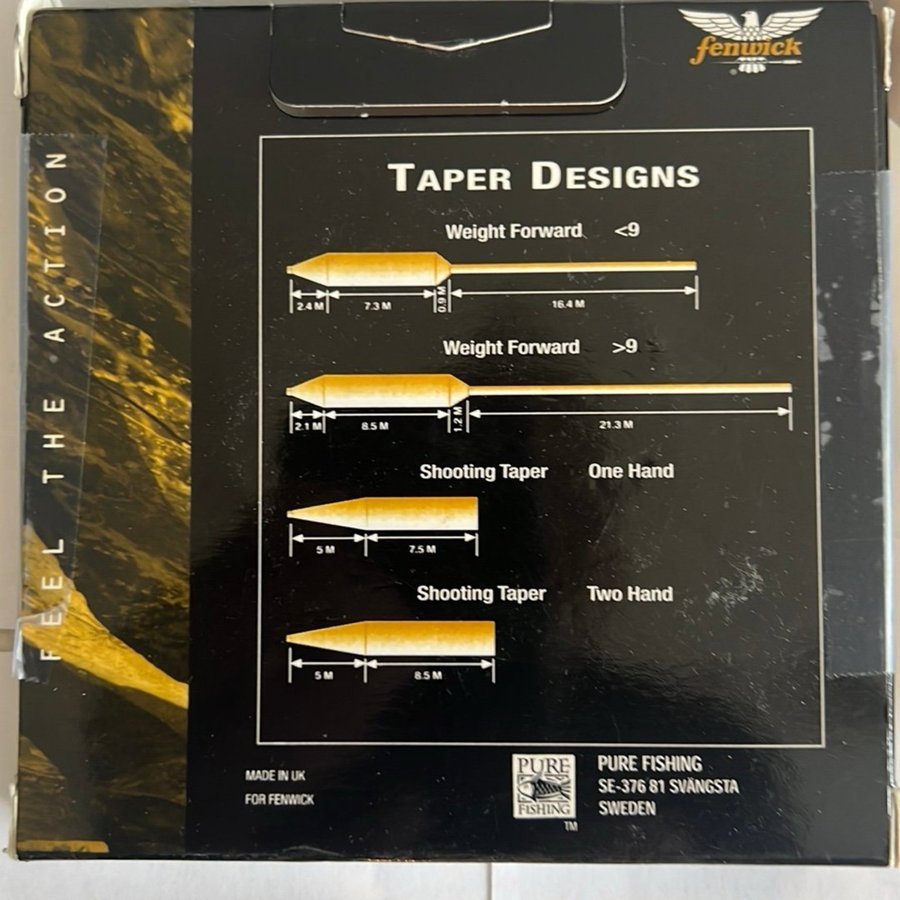 fenwick
FEEL THE ACTION
TAPER DESIGNS
Weight Forward <9
2.4 M 7.3 M 0.9 M 16.4 M
Weight Forward >9
2.1 M 8.5 M 1.2 M 21.3 M
Shooting Taper One Hand
5 M 7.5 M
Shooting Taper Two Hand
5 M 8.5 M
MADE IN UK
FOR FENWICK
PURE
FISHING
TM
PURE FISHING
SE-376 81 SVÄNGSTA
SWEDEN